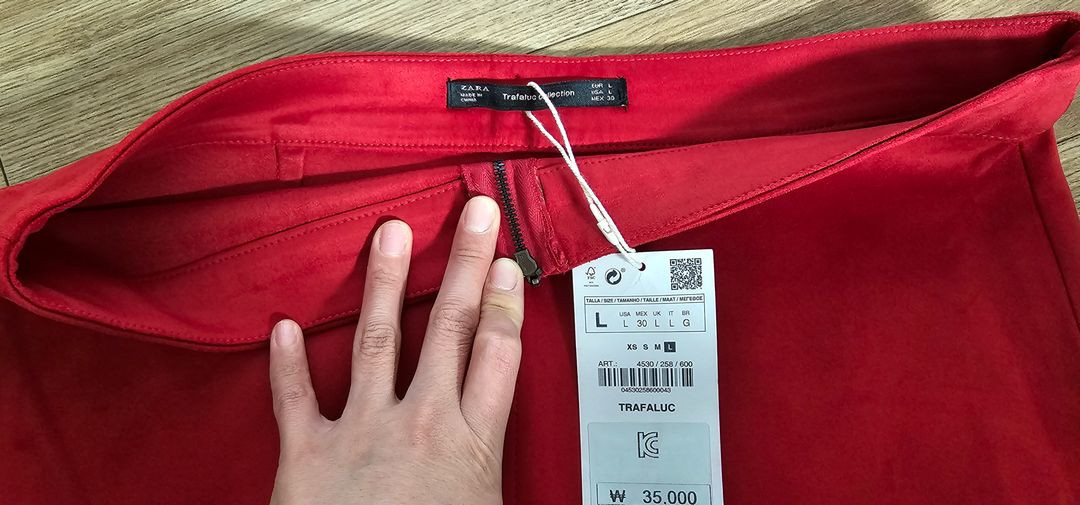 ZARA
MADE IN
CHINA
Trafaluc Collection
EUR L
USA L
MEX 30
FSC
TALLA / SIZE / TAMANHO / TAILLE / MAAT / ΜΕΓΕΘΟΣ
L
USA MEX UK IT BR
L 30 L L G
XS S M L
ART.: 4530 / 258 / 600
04530258600043
TRAFALUC
₩ 35,000